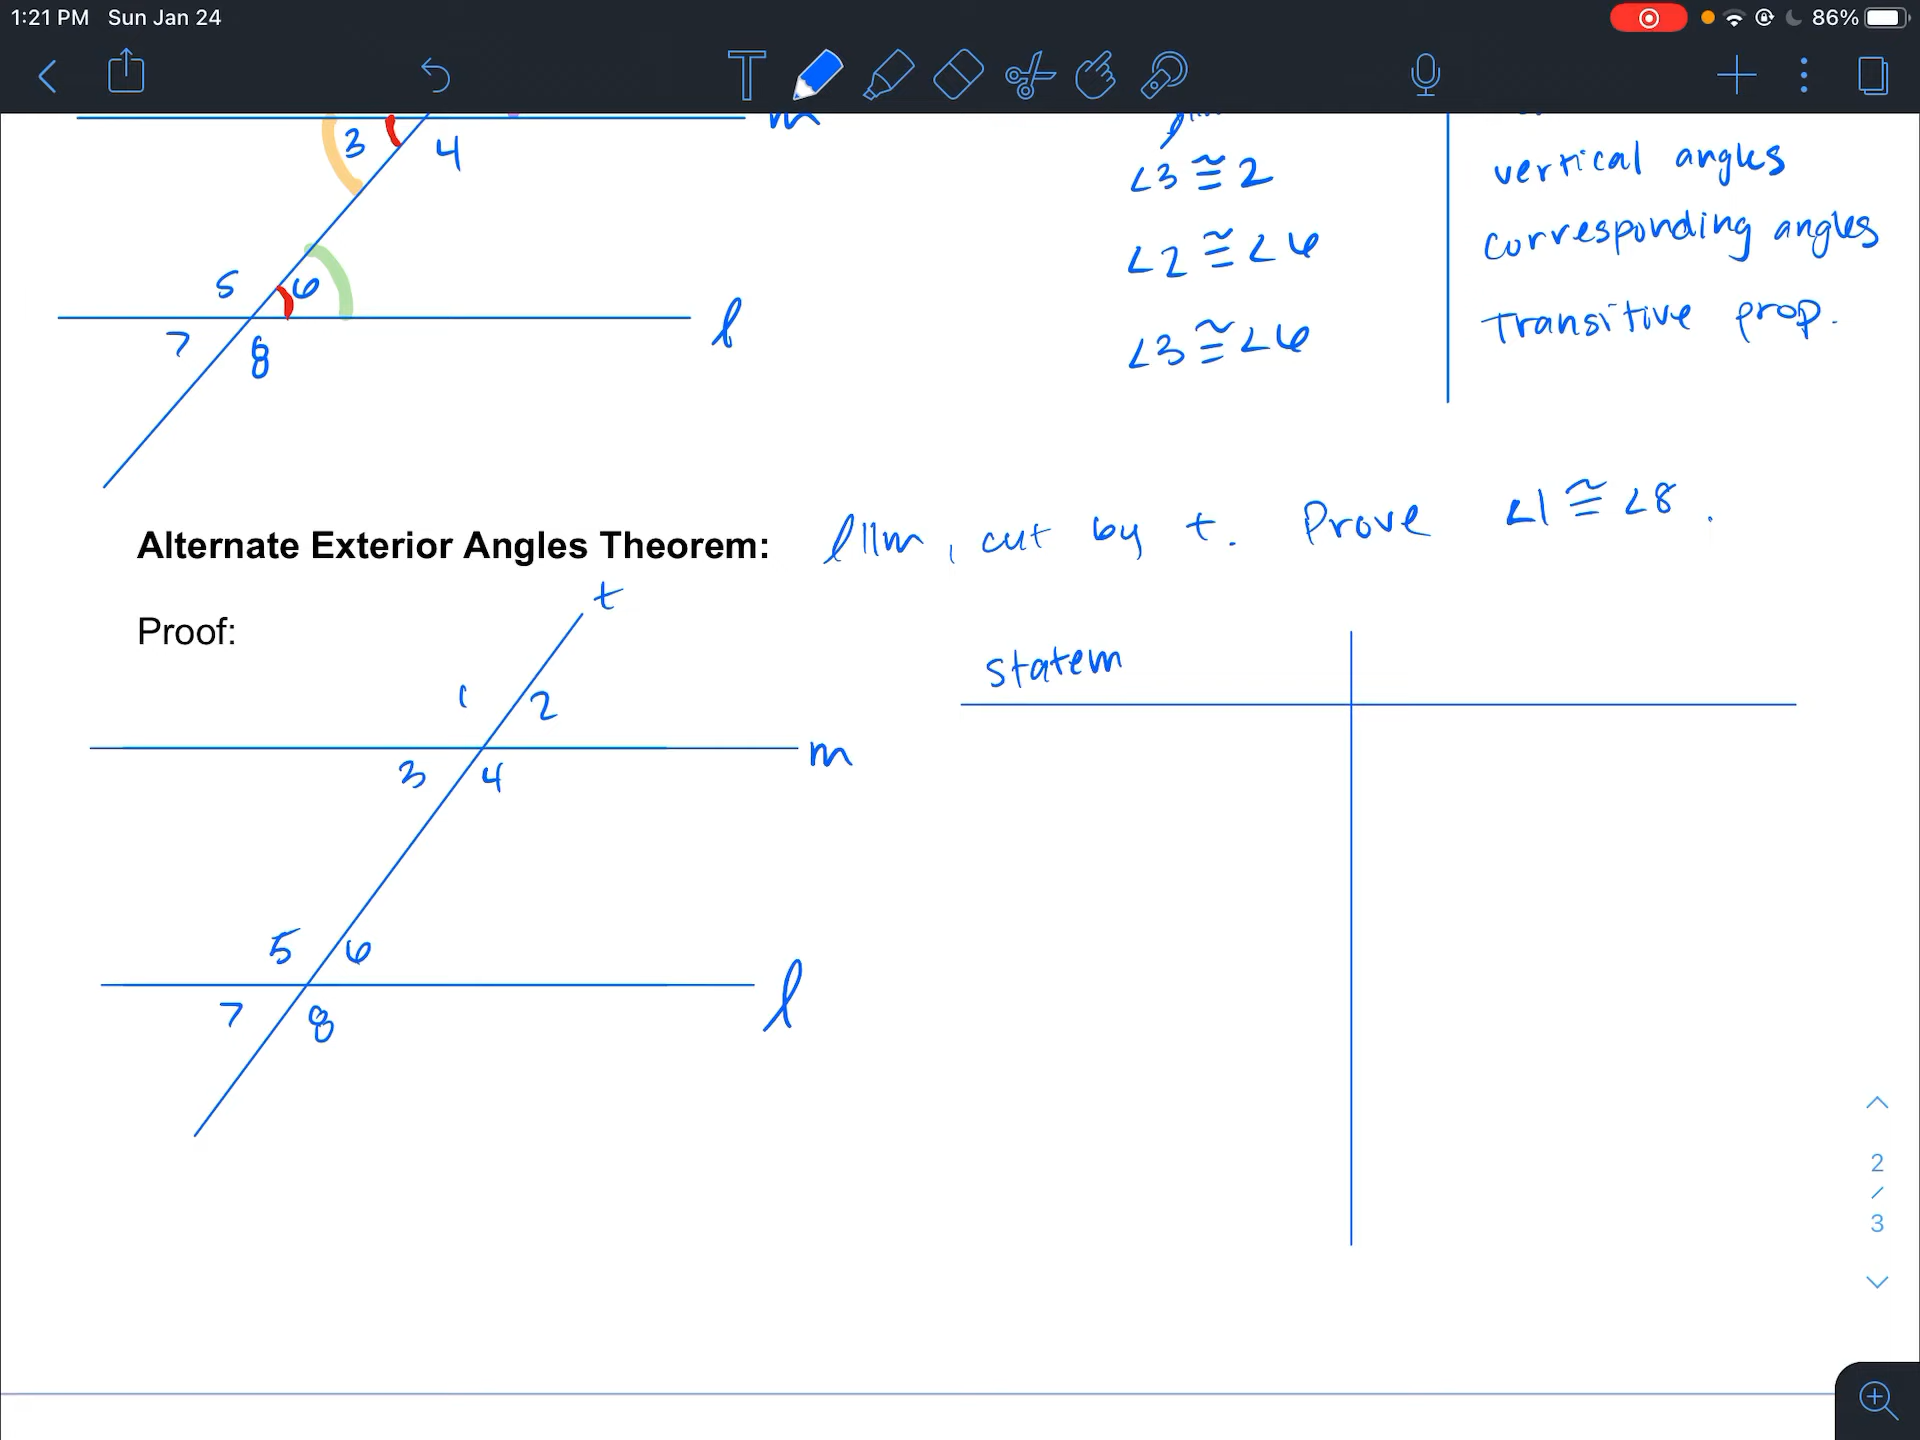 1:21 PM Sun Jan 24
86%
T
m
3
4
∠3 ≅ 2
vertical angles
∠2 ≅ ∠6
corresponding angles
5
6
∠3 ≅ ∠6
Transitive prop.
l
7
8
Alternate Exterior Angles Theorem: l||m, cut by t. Prove ∠1 ≅ ∠8.
t
Proof:
statem
1
2
m
3
4
5
6
l
7
8
2
/
3